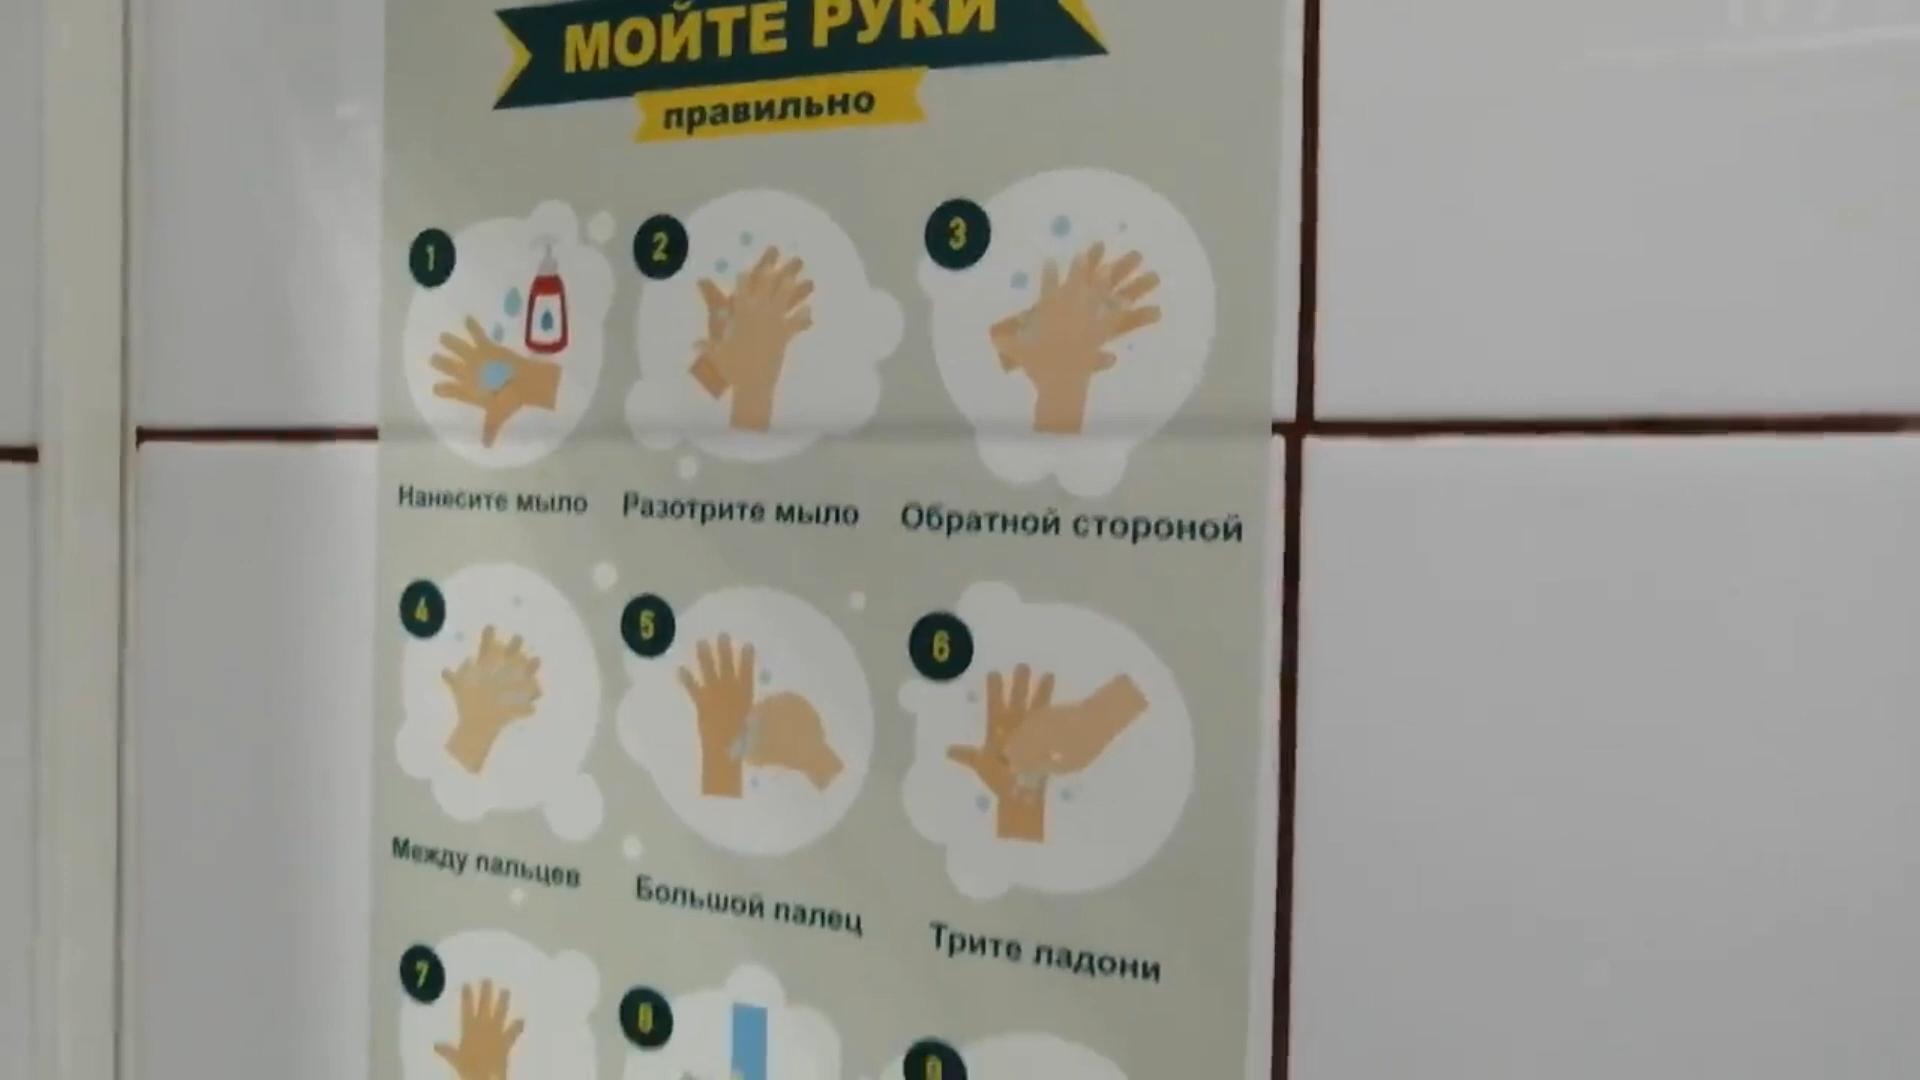 МОЙТЕ РУКИ
правильно
1
2
3
Нанесите мыло
Разотрите мыло
Обратной стороной
4
5
6
Между пальцев
Большой палец
Трите ладони
7
8
9